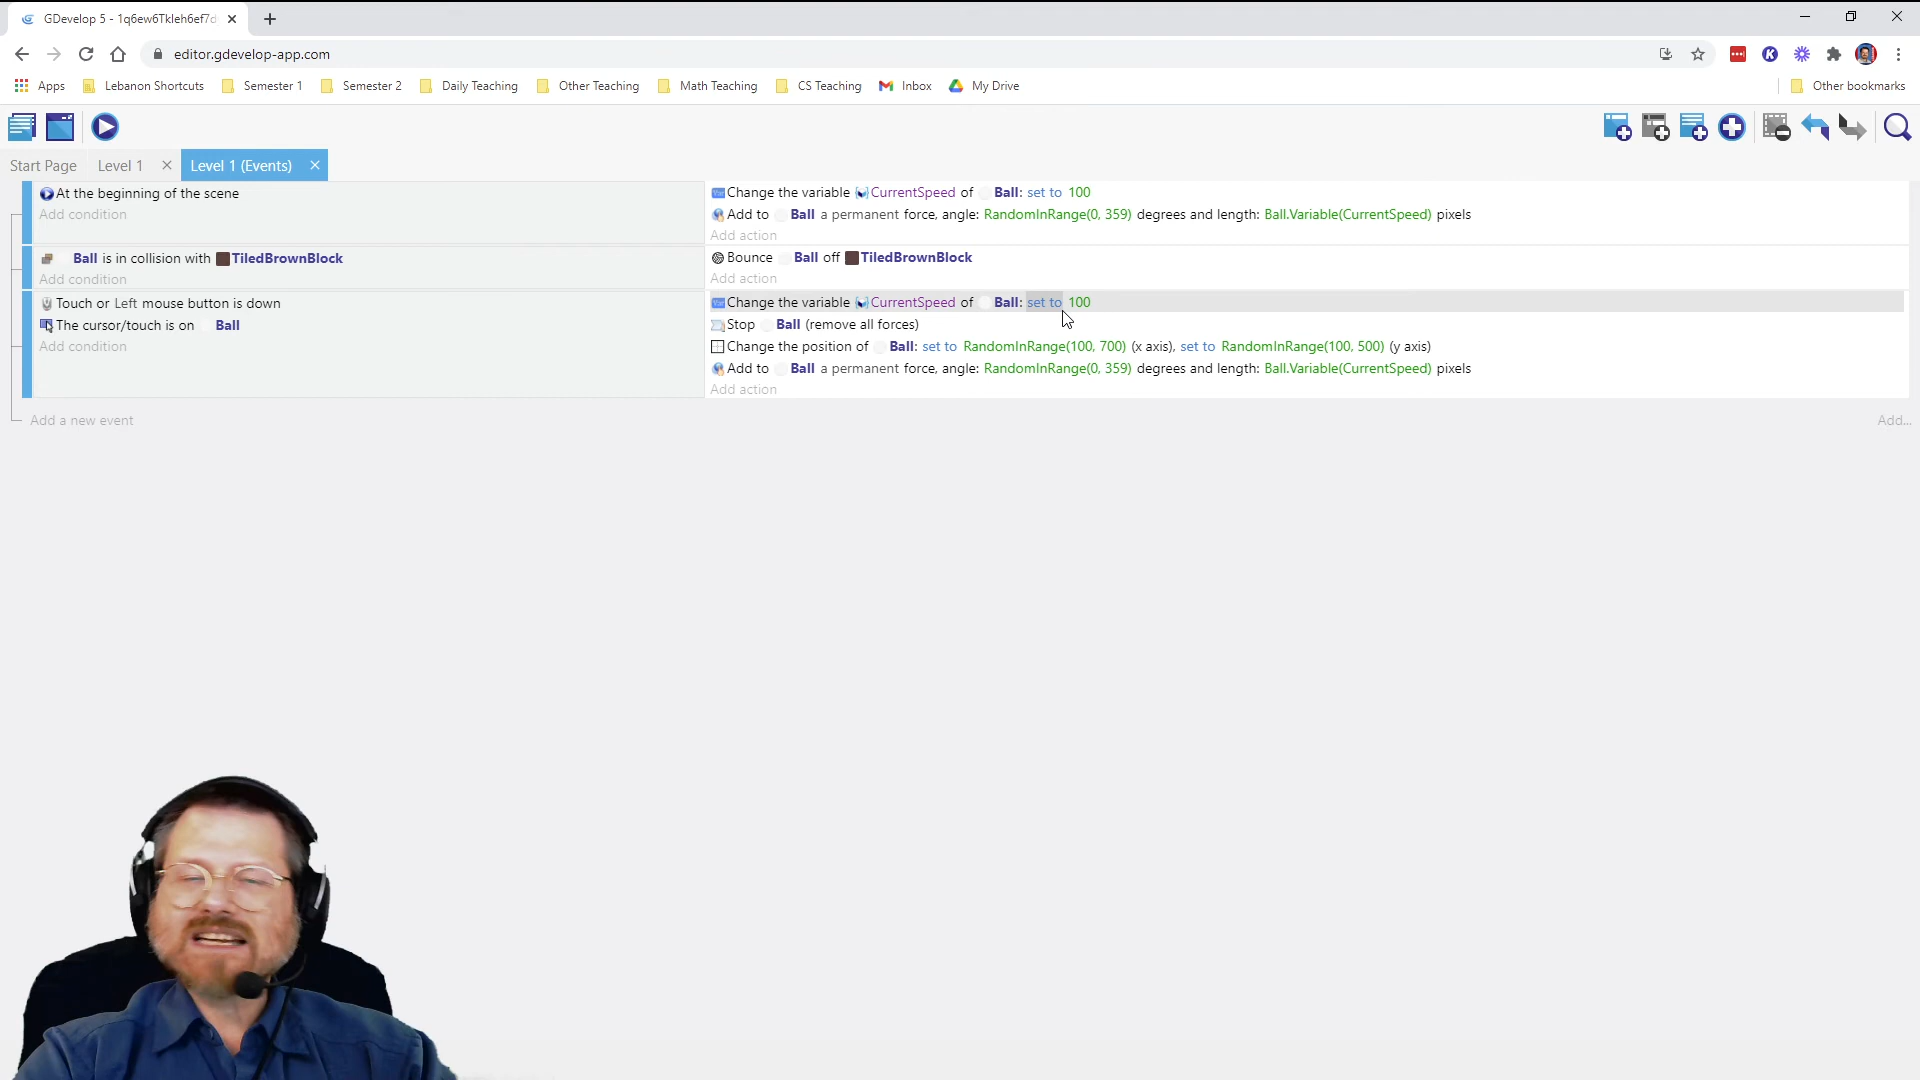 GDevelop 5 - 1q6ew6Tkleh6ef7d
editor.gdevelop-app.com
Apps Lebanon Shortcuts Semester 1 Semester 2 Daily Teaching Other Teaching Math Teaching CS Teaching Inbox My Drive Other bookmarks
Start Page Level 1 Level 1 (Events)
At the beginning of the scene
Add condition
Change the variable CurrentSpeed of Ball: set to 100
Add to Ball a permanent force, angle: RandomInRange(0, 359) degrees and length: Ball.Variable(CurrentSpeed) pixels
Add action
Ball is in collision with TiledBrownBlock
Add condition
Bounce Ball off TiledBrownBlock
Add action
Touch or Left mouse button is down
The cursor/touch is on Ball
Add condition
Change the variable CurrentSpeed of Ball: set to 100
Stop Ball (remove all forces)
Change the position of Ball: set to RandomInRange(100, 700) (x axis), set to RandomInRange(100, 500) (y axis)
Add to Ball a permanent force, angle: RandomInRange(0, 359) degrees and length: Ball.Variable(CurrentSpeed) pixels
Add action
Add a new event Add...